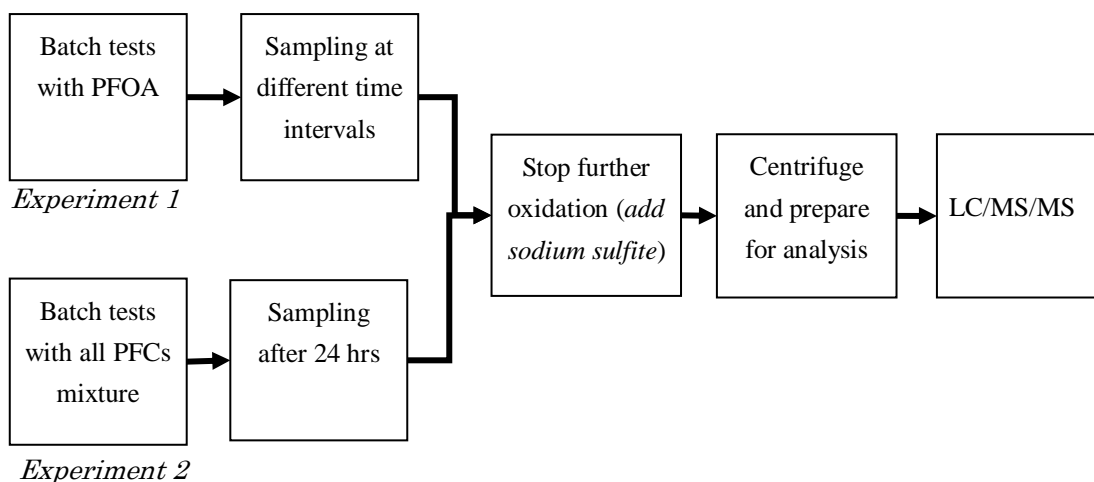 Batch tests
with PFOA
Experiment 1
Sampling at
different time
intervals
Batch tests
with all PFCs
mixture
Experiment 2
Sampling
after 24 hrs
Stop further
oxidation (add
sodium sulfite)
Centrifuge
and prepare
for analysis
LC/MS/MS